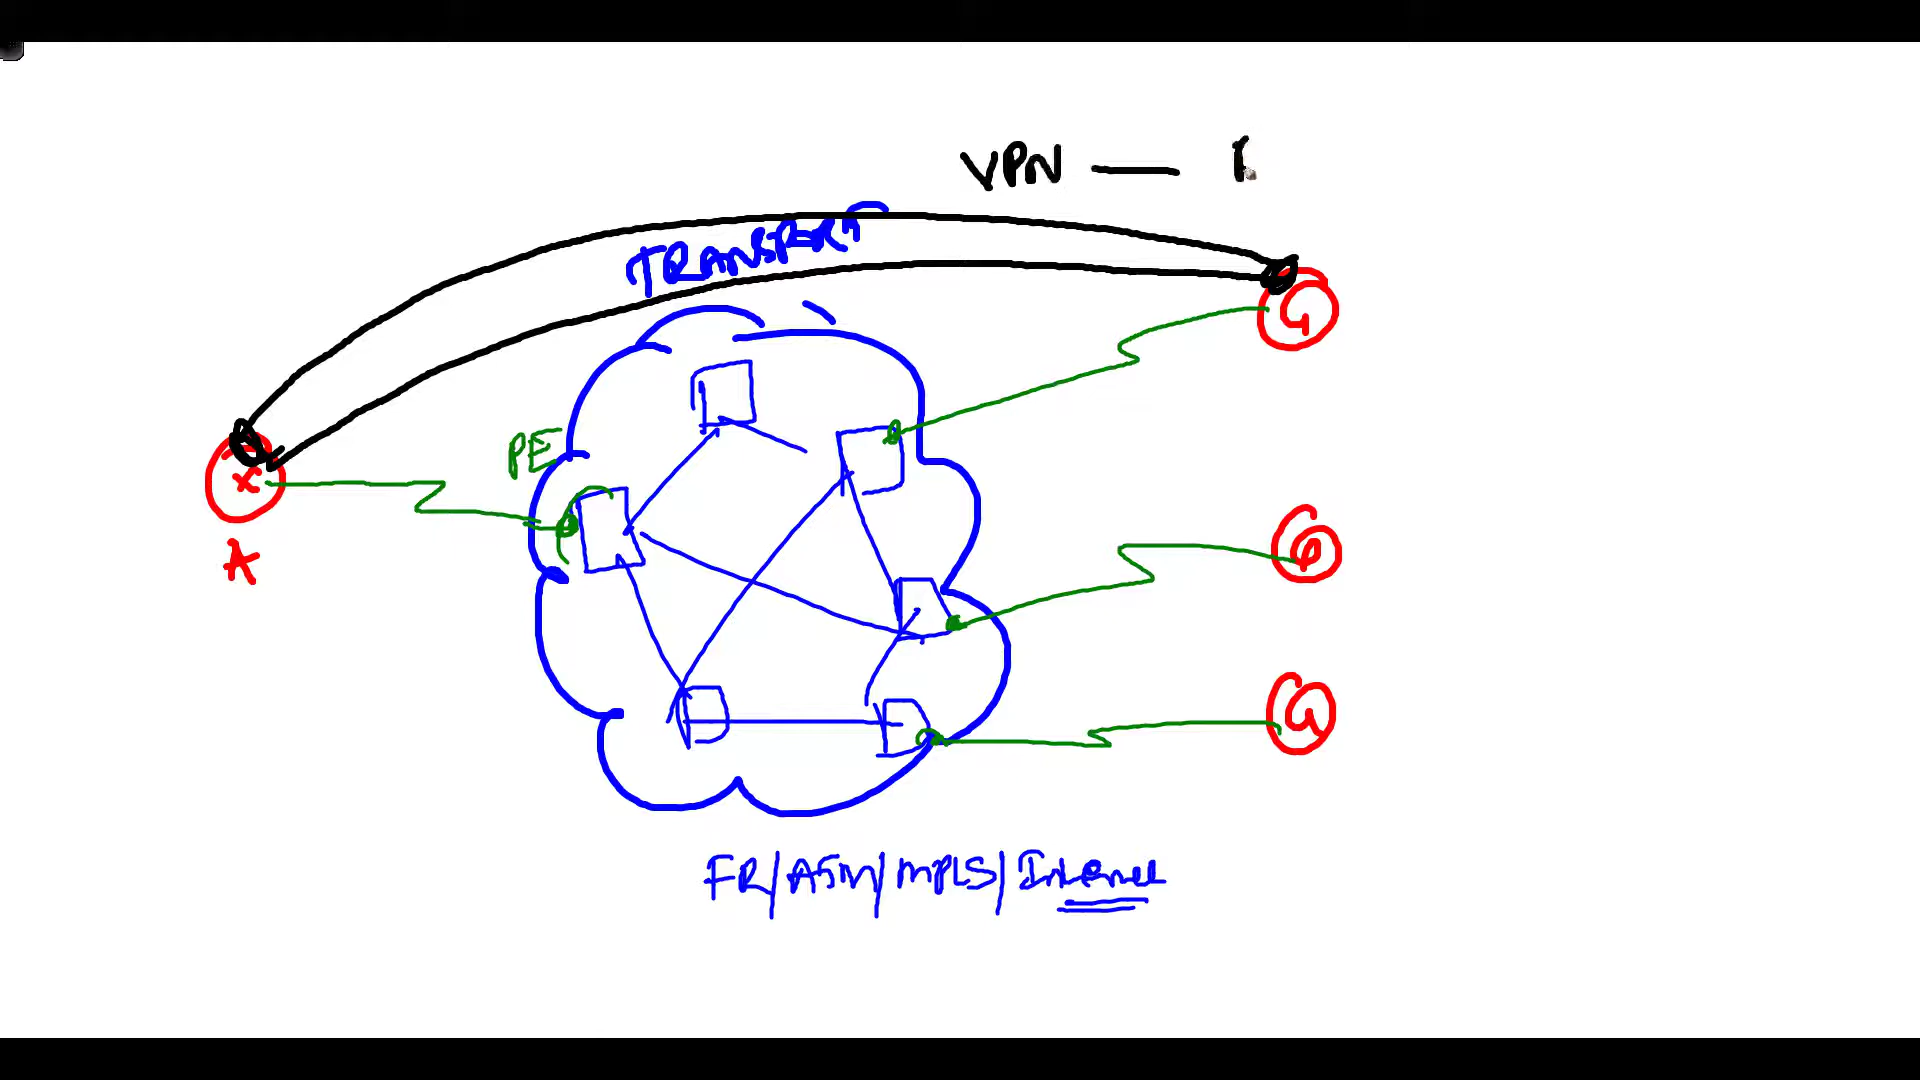 VPN —
TRANSPORT
PE
X
A
FR/ATM/MPLS/Internet